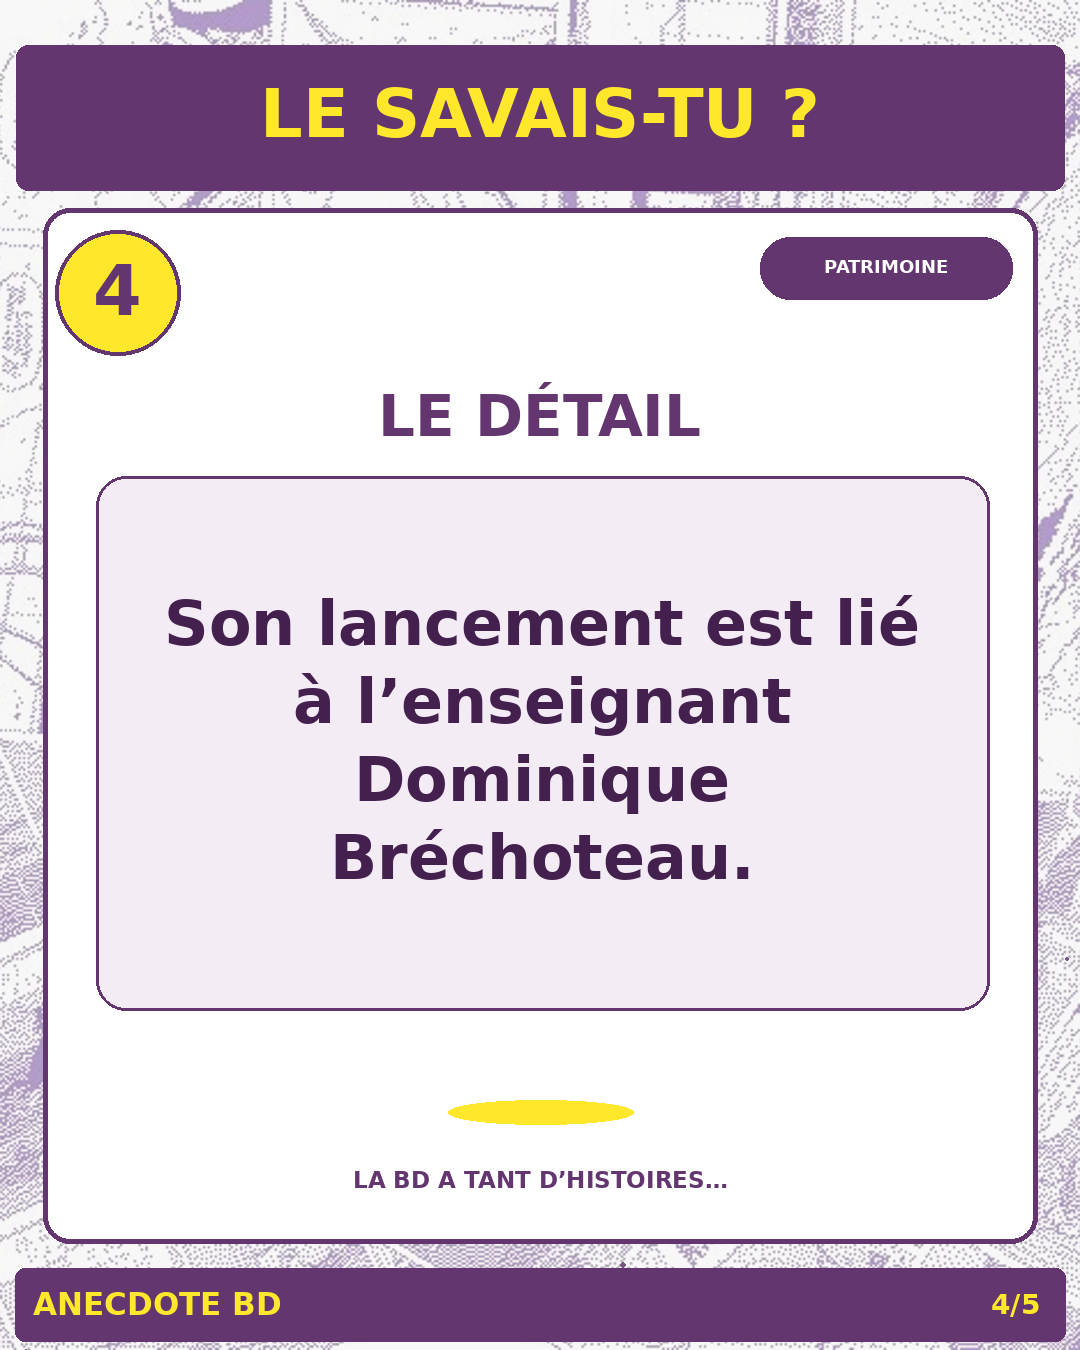 LE SAVAIS-TU ?
4
PATRIMOINE
LE DÉTAIL
Son lancement est lié
à l’enseignant
Dominique
Bréchoteau.
LA BD A TANT D’HISTOIRES…
ANECDOTE BD
4/5